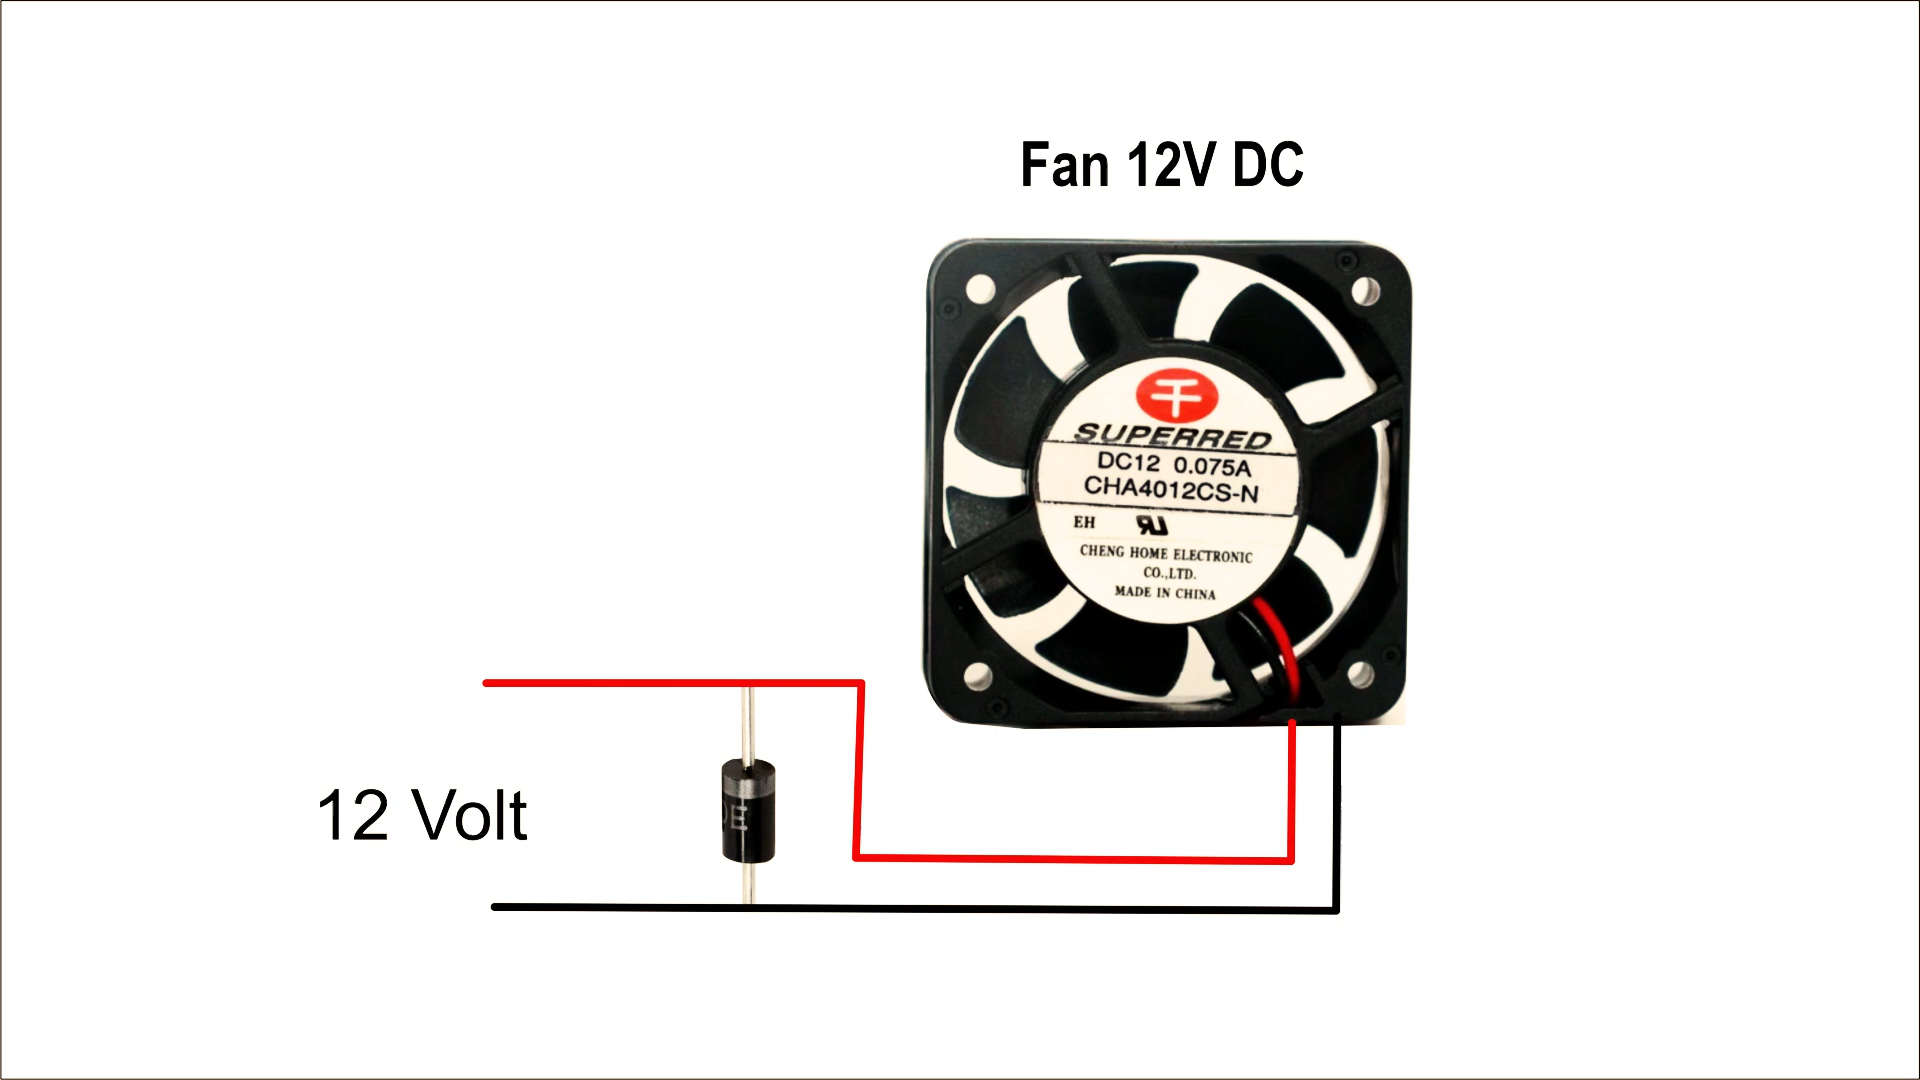 Fan 12V DC
千
SUPERRED
DC12 0.075A
CHA4012CS-N
EH
CHENG HOME ELECTRONIC
CO.,LTD.
MADE IN CHINA
12 Volt